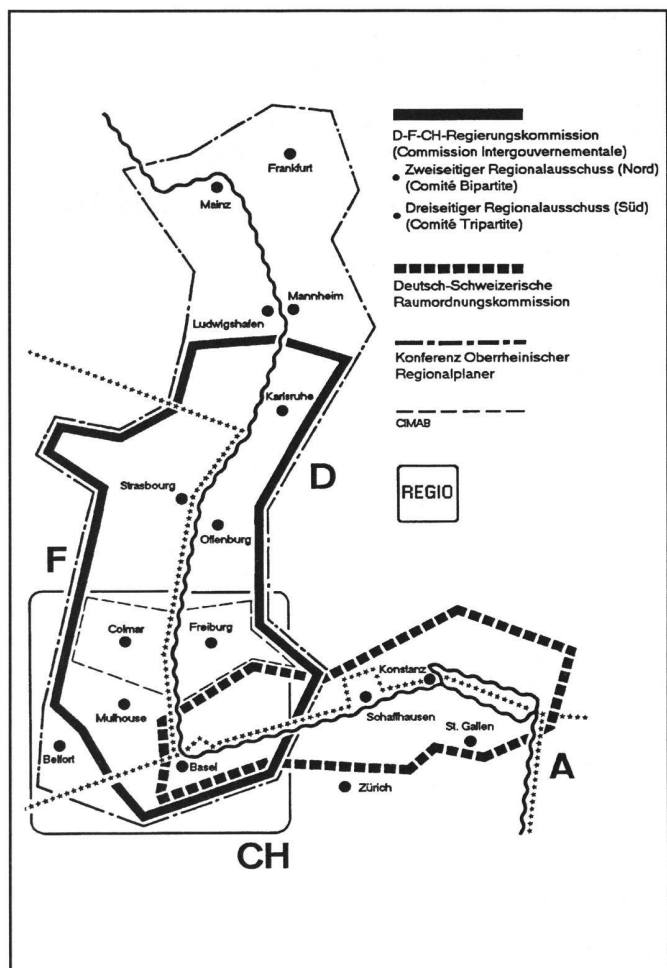 D-F-CH-Regierungskommission
(Commission Intergouvernementale)
Zweiseitiger Regionalausschuss (Nord)
(Comité Bipartite)
Dreiseitiger Regionalausschuss (Süd)
(Comité Tripartite)
Deutsch-Schweizerische
Raumordnungskommission
Konferenz Oberrheinischer
Regionalplaner
CIMAB
REGIO
Frankfurt
Mainz
Mannheim
Ludwigshafen
Karlsruhe
D
Strasbourg
Offenburg
F
Colmar
Freiburg
Konstanz
Mulhouse
Schaffhausen
St. Gallen
Belfort
Basel
A
Zürich
CH